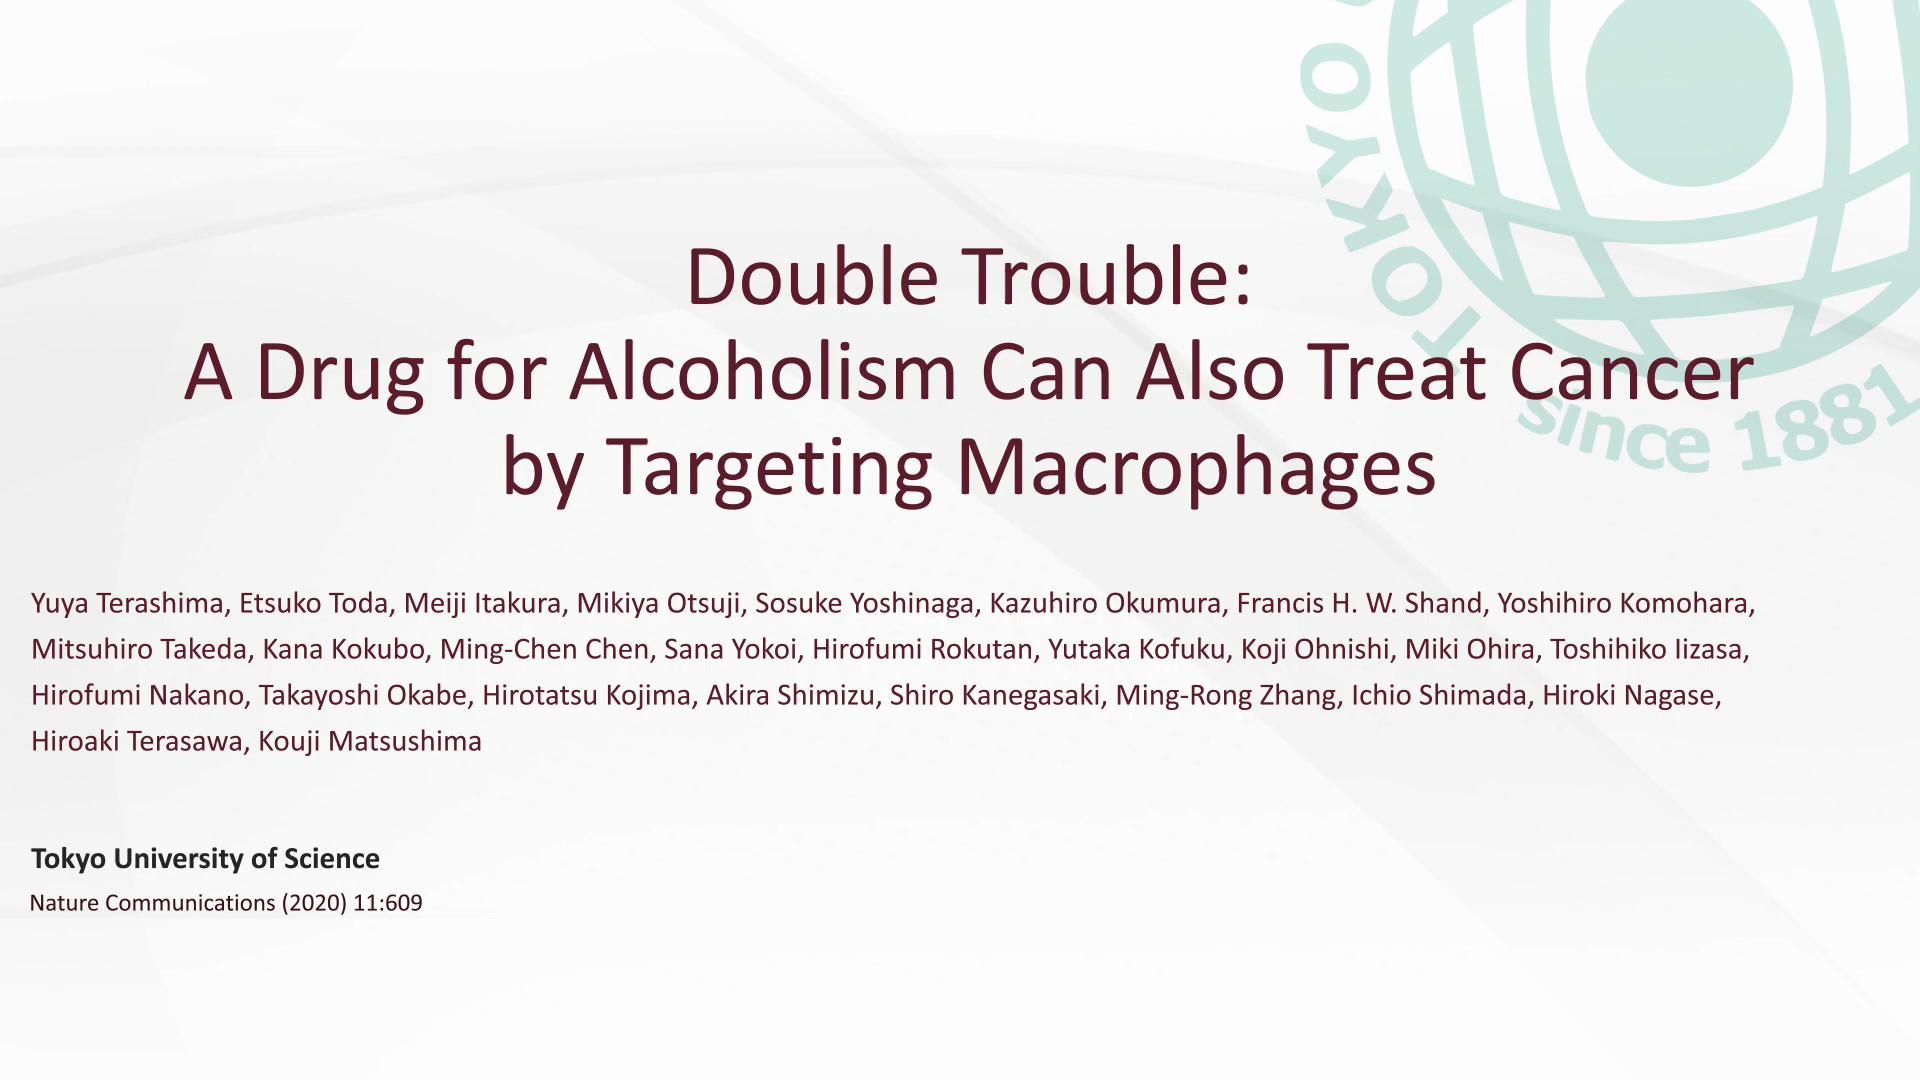 TOKYO
since 1881
Double Trouble:
A Drug for Alcoholism Can Also Treat Cancer
by Targeting Macrophages
Yuya Terashima, Etsuko Toda, Meiji Itakura, Mikiya Otsuji, Sosuke Yoshinaga, Kazuhiro Okumura, Francis H. W. Shand, Yoshihiro Komohara,
Mitsuhiro Takeda, Kana Kokubo, Ming-Chen Chen, Sana Yokoi, Hirofumi Rokutan, Yutaka Kofuku, Koji Ohnishi, Miki Ohira, Toshihiko Iizasa,
Hirofumi Nakano, Takayoshi Okabe, Hirotatsu Kojima, Akira Shimizu, Shiro Kanegasaki, Ming-Rong Zhang, Ichio Shimada, Hiroki Nagase,
Hiroaki Terasawa, Kouji Matsushima
Tokyo University of Science
Nature Communications (2020) 11:609